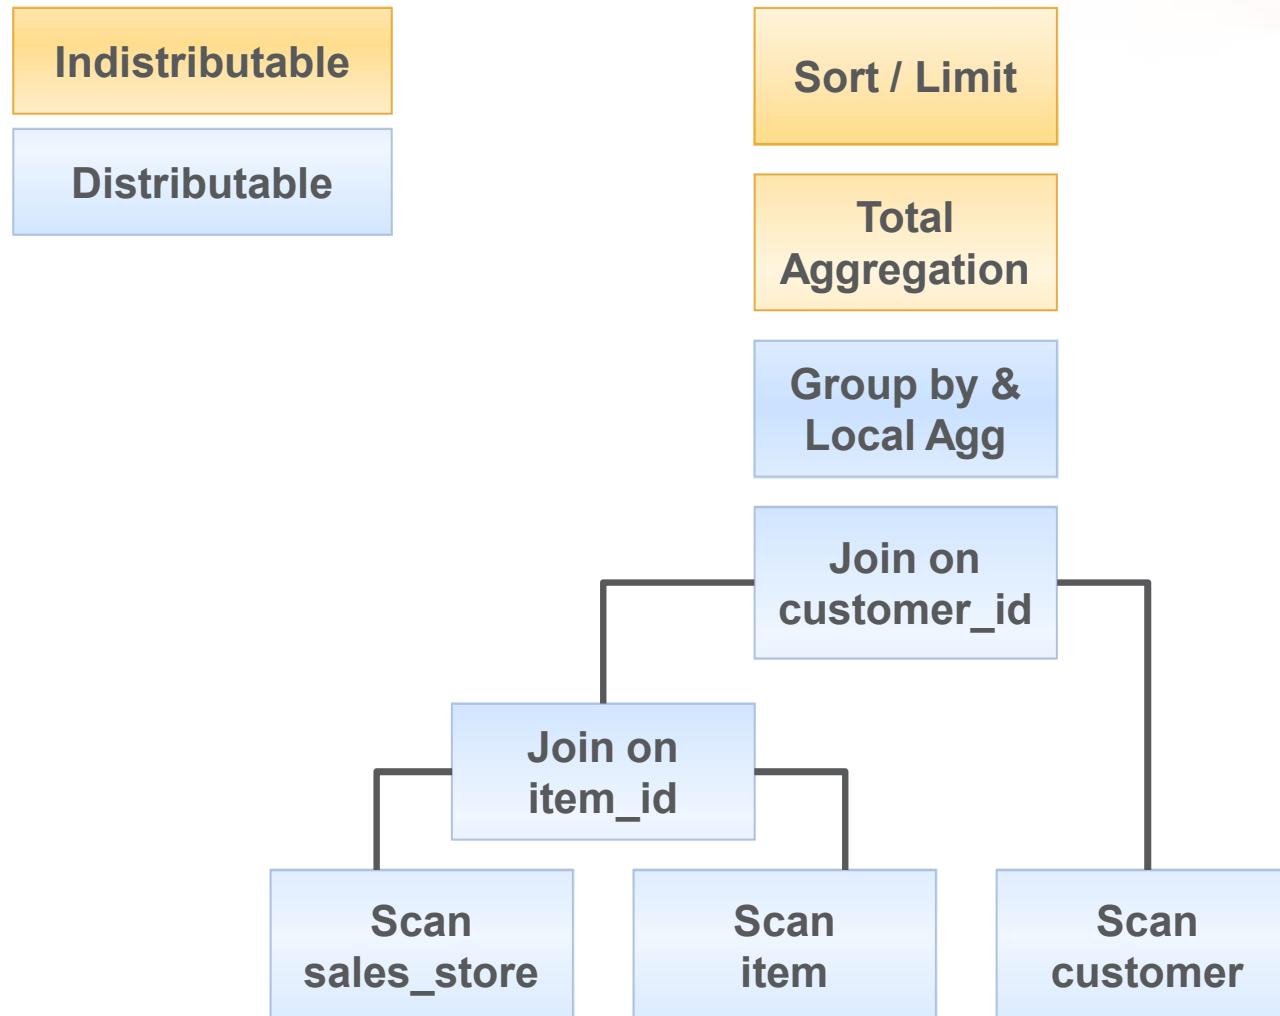 Indistributable
Distributable
Sort / Limit
Total
Aggregation
Group by &
Local Agg
Join on
customer_id
Join on
item_id
Scan
sales_store
Scan
item
Scan
customer